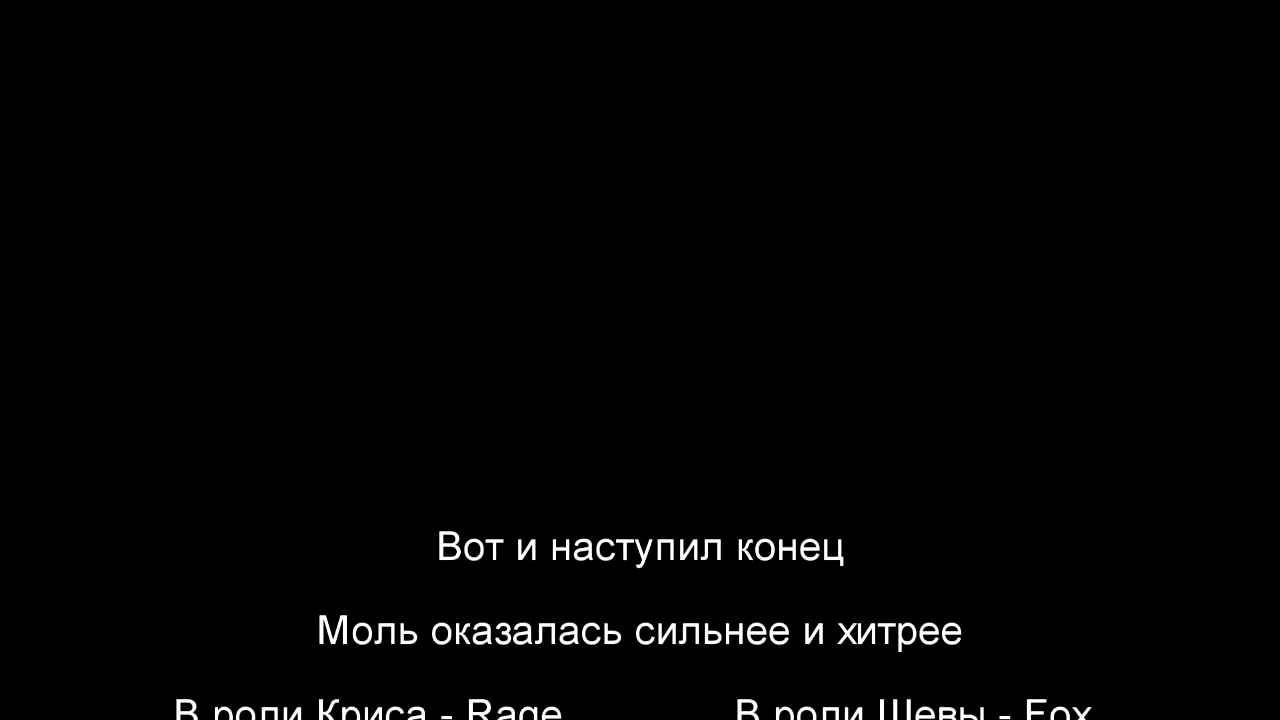 Вот и наступил конец
Моль оказалась сильнее и хитрее
В роли Криса - Rage В роли Шевы - Fox